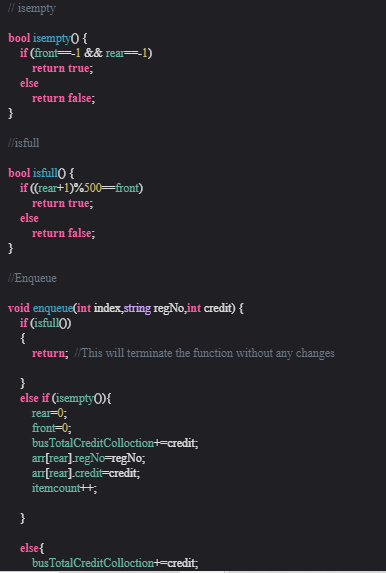 // isempty
bool isempty() {
if (front==-1 && rear==-1)
return true;
else
return false;
}
//isfull
bool isfull() {
if ((rear+1)%500==front)
return true;
else
return false;
}
//Enqueue
void enqueue(int index,string regNo,int credit) {
if (isfull())
{
return;  //This will terminate the function without any changes
}
else if (isempty()){
rear=0;
front=0;
busTotalCreditColloction+=credit;
arr[rear].regNo=regNo;
arr[rear].credit=credit;
itemcount++;
}
else{
busTotalCreditColloction+=credit;